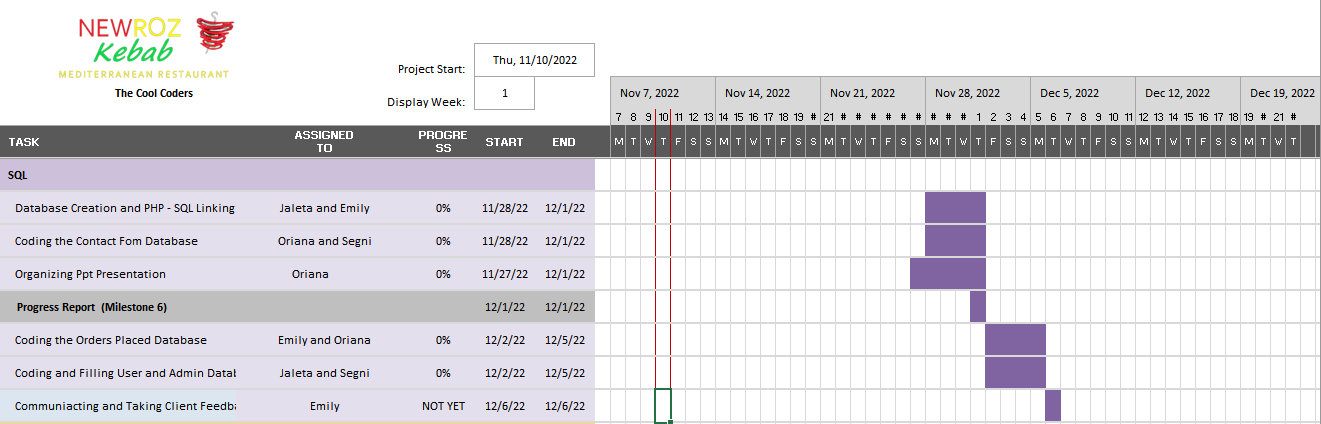 NEWROZ
Kebab
MEDITERRANEAN RESTAURANT
The Cool Coders
Project Start: Thu, 11/10/2022
Display Week: 1
Nov 7, 2022 Nov 14, 2022 Nov 21, 2022 Nov 28, 2022 Dec 5, 2022 Dec 12, 2022 Dec 19, 2022
7 8 9 10 11 12 13 14 15 16 17 18 19 # 21 # # # # # # # # # 1 2 3 4 5 6 7 8 9 10 11 12 13 14 15 16 17 18 19 # 21 #
TASK ASSIGNED TO PROGRESS START END M T W T F S S M T W T F S S M T W T F S S M T W T F S S M T W T F S S M T W T F S S M T W T
SQL
Database Creation and PHP - SQL Linking Jaleta and Emily 0% 11/28/22 12/1/22
Coding the Contact Fom Database Oriana and Segni 0% 11/28/22 12/1/22
Organizing Ppt Presentation Oriana 0% 11/27/22 12/1/22
Progress Report (Milestone 6) 12/1/22 12/1/22
Coding the Orders Placed Database Emily and Oriana 0% 12/2/22 12/5/22
Coding and Filling User and Admin Datab Jaleta and Segni 0% 12/2/22 12/5/22
Communiacting and Taking Client Feedba Emily NOT YET 12/6/22 12/6/22